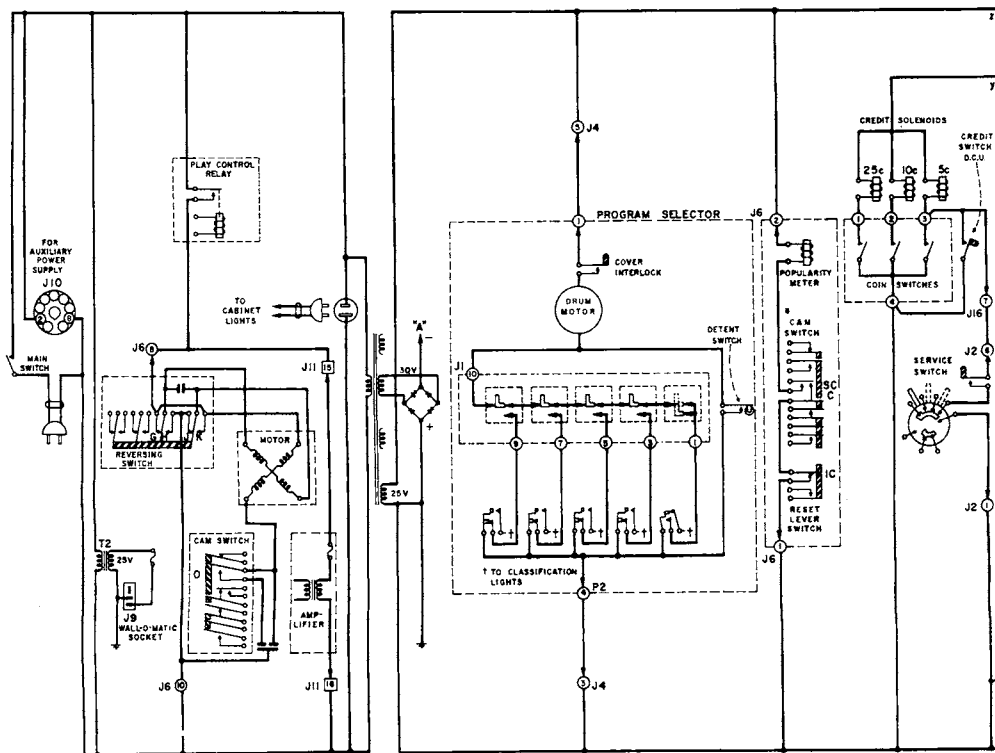 z
y
J4
5
CREDIT SOLENOIDS
CREDIT
SWITCH
D.C.U.
25c
10c
5c
PLAY CONTROL
RELAY
1
PROGRAM SELECTOR
J6
2
1
2
3
FOR
AUXILIARY
POWER
SUPPLY
J10
COVER
INTERLOCK
POPULARITY
METER
COIN SWITCHES
DRUM
MOTOR
TO
CABINET
LIGHTS
"A"
−
4
7
J16
2
MAIN
SWITCH
DETENT
SWITCH
CAM
SWITCH
J6
8
J11
15
30V
J1
10
J2
6
SERVICE
SWITCH
SC
C
+
G
R
REVERSING
SWITCH
MOTOR
9
7
5
3
1
IC
25V
RESET
LEVER
SWITCH
J2
1
T2
25V
CAM SWITCH
O
† † † † †
J6
1
† TO CLASSIFICATION
LIGHTS
P2
4
J9
WALL-O-MATIC
SOCKET
AMP-
LIFIER
J6
10
J11
16
3
J4